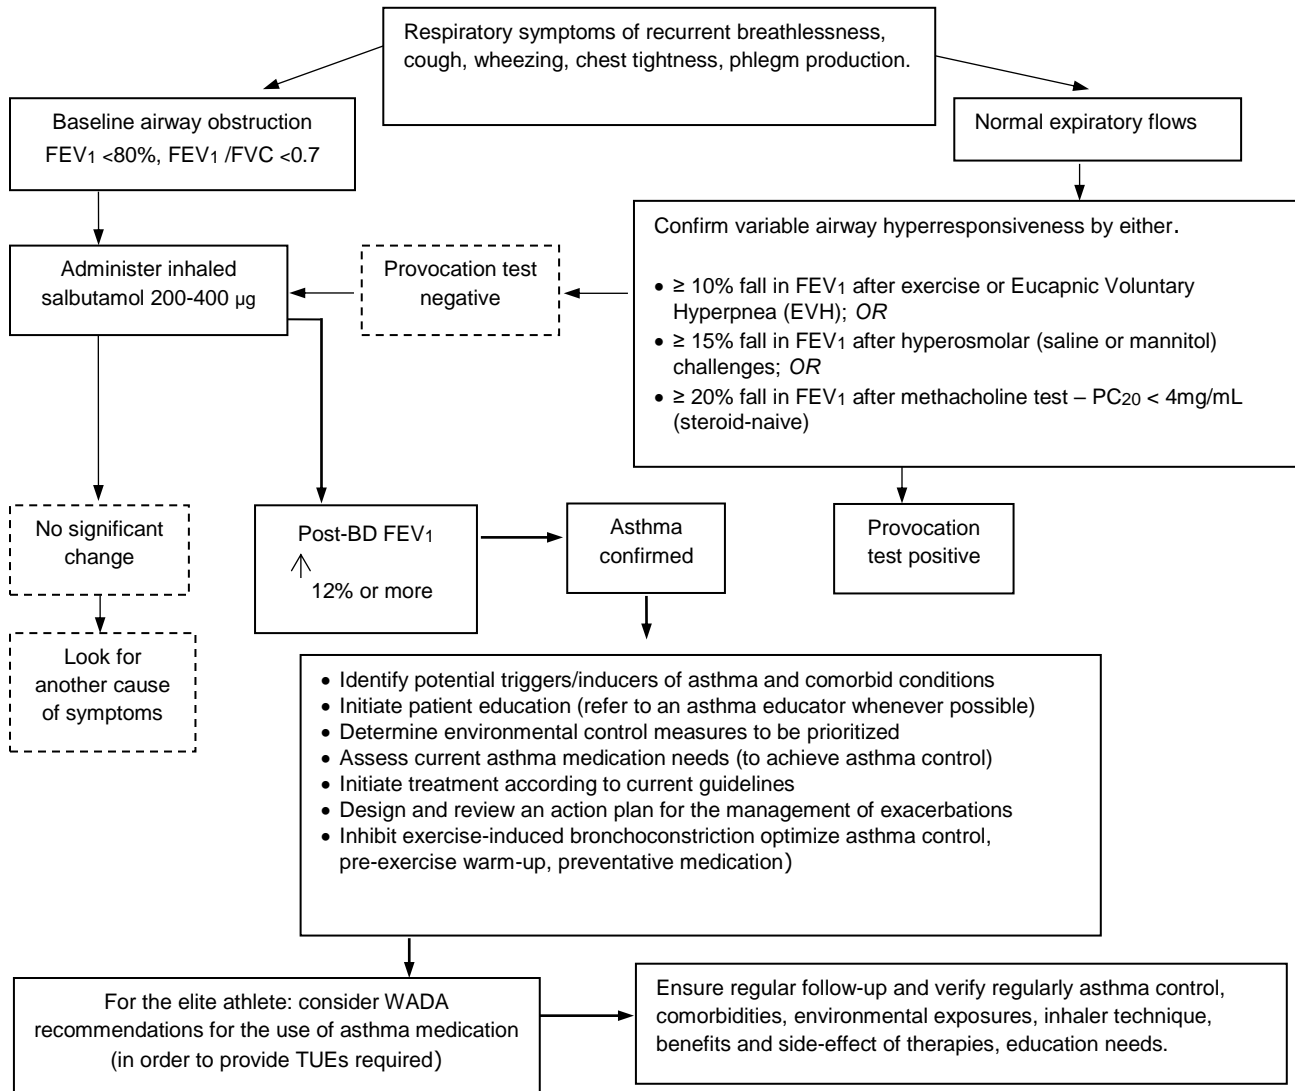 Respiratory symptoms of recurrent breathlessness,
cough, wheezing, chest tightness, phlegm production.
Baseline airway obstruction
FEV1 <80%, FEV1 /FVC <0.7
Normal expiratory flows
Administer inhaled
salbutamol 200-400 µg
Provocation test
negative
Confirm variable airway hyperresponsiveness by either.
• ≥ 10% fall in FEV1 after exercise or Eucapnic Voluntary
Hyperpnea (EVH); OR
• ≥ 15% fall in FEV1 after hyperosmolar (saline or mannitol)
challenges; OR
• ≥ 20% fall in FEV1 after methacholine test – PC20 < 4mg/mL
(steroid-naive)
No significant
change
Post-BD FEV1
12% or more
Asthma
confirmed
Provocation
test positive
Look for
another cause
of symptoms
• Identify potential triggers/inducers of asthma and comorbid conditions
• Initiate patient education (refer to an asthma educator whenever possible)
• Determine environmental control measures to be prioritized
• Assess current asthma medication needs (to achieve asthma control)
• Initiate treatment according to current guidelines
• Design and review an action plan for the management of exacerbations
• Inhibit exercise-induced bronchoconstriction optimize asthma control,
pre-exercise warm-up, preventative medication)
For the elite athlete: consider WADA
recommendations for the use of asthma medication
(in order to provide TUEs required)
Ensure regular follow-up and verify regularly asthma control,
comorbidities, environmental exposures, inhaler technique,
benefits and side-effect of therapies, education needs.